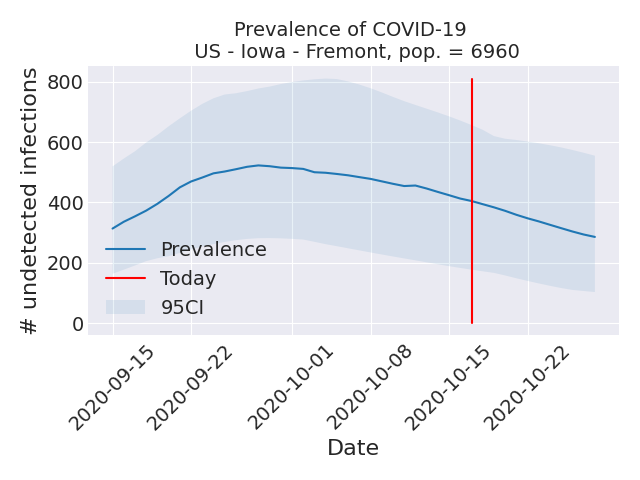 Prevalence of COVID-19
US - Iowa - Fremont, pop. = 6960
# undetected infections
800
600
400
200
0
Prevalence
Today
95CI
2020-09-15
2020-09-22
2020-10-01
2020-10-08
2020-10-15
2020-10-22
Date